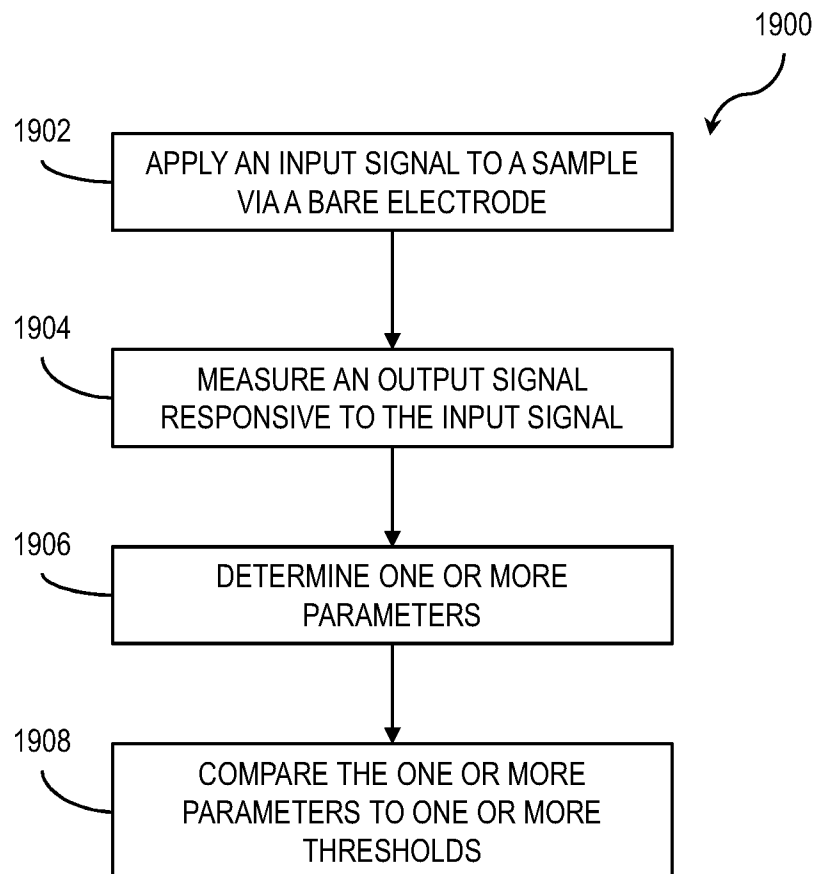 1900
1902
APPLY AN INPUT SIGNAL TO A SAMPLE
VIA A BARE ELECTRODE
1904
MEASURE AN OUTPUT SIGNAL
RESPONSIVE TO THE INPUT SIGNAL
1906
DETERMINE ONE OR MORE
PARAMETERS
1908
COMPARE THE ONE OR MORE
PARAMETERS TO ONE OR MORE
THRESHOLDS